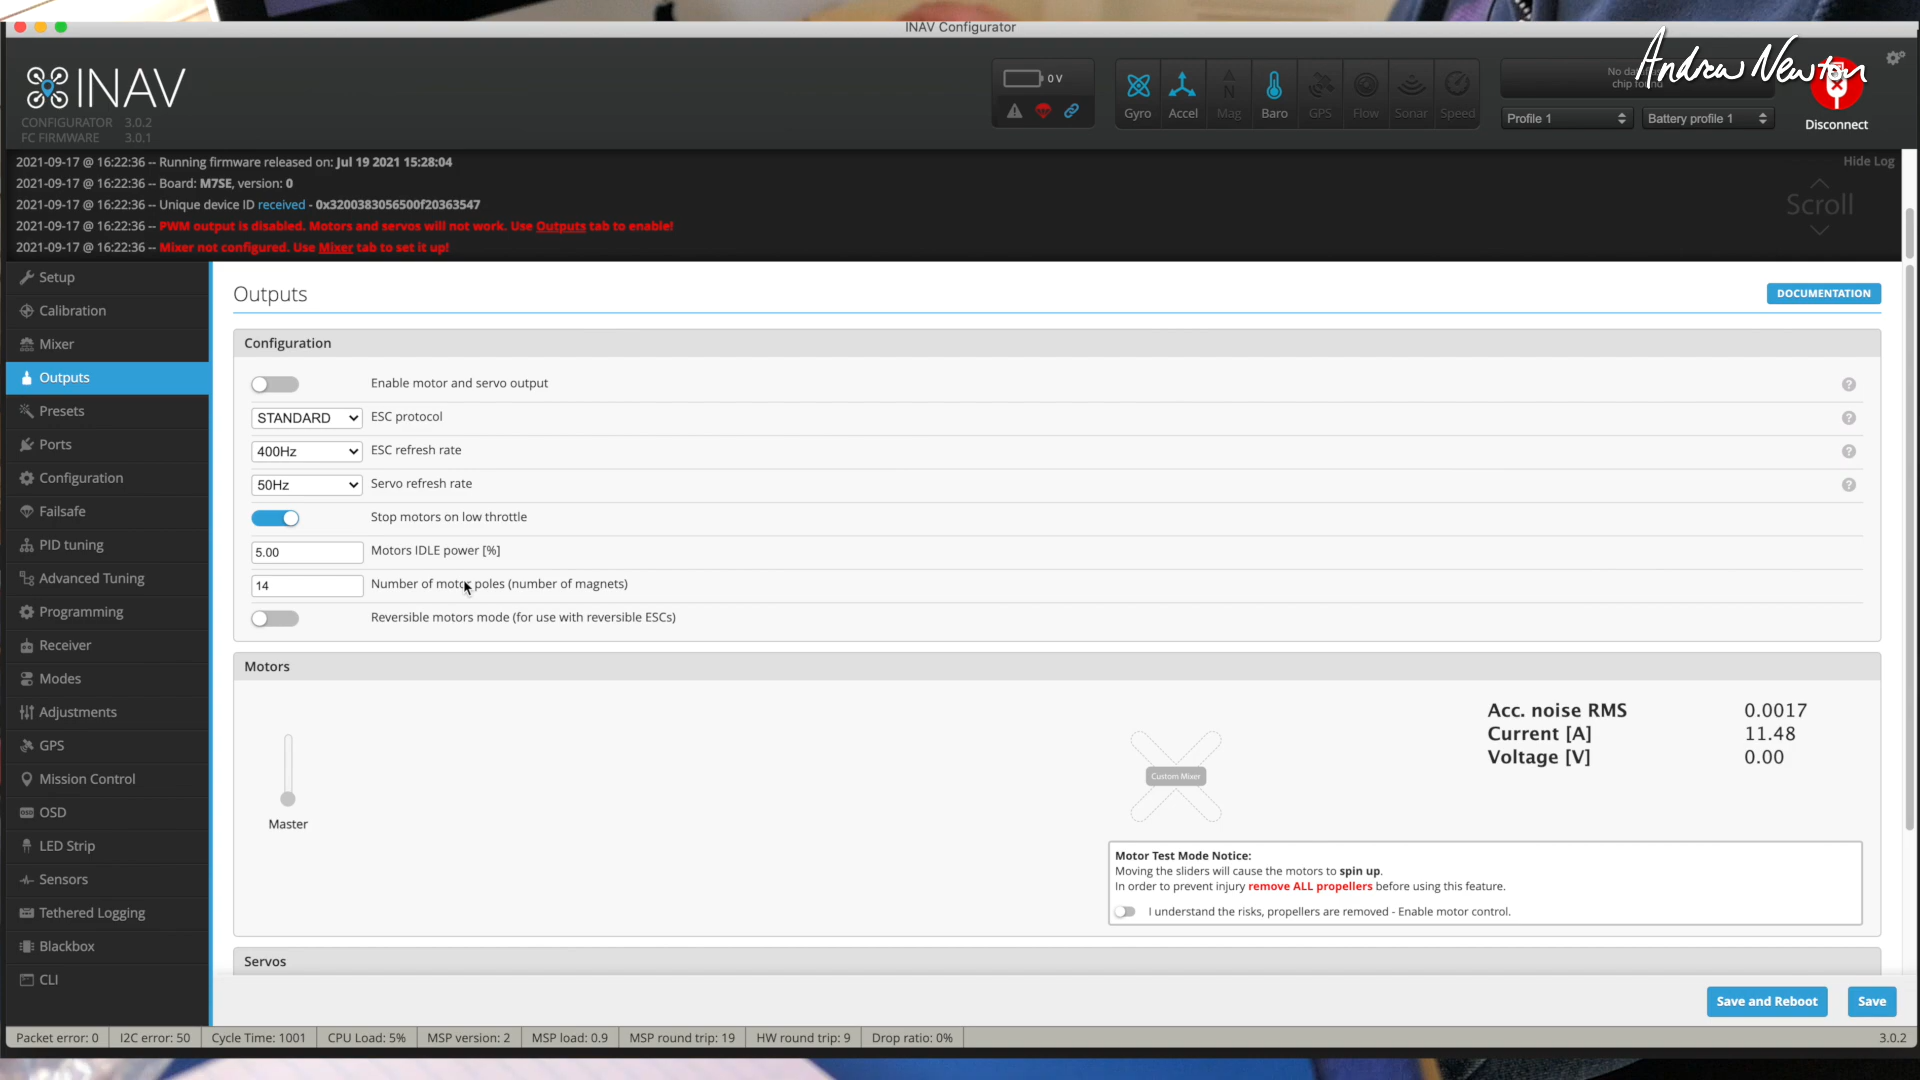 INAV Configurator
Andrew Newton
INAV
CONFIGURATOR 3.0.2
FC FIRMWARE 3.0.1
0 V
Gyro
Accel
Mag
Baro
GPS
Flow
Sonar
Speed
chip found
Profile 1
Battery profile 1
Disconnect
Hide Log
Scroll
2021-09-17 @ 16:22:36 -- Running firmware released on: Jul 19 2021 15:28:04
2021-09-17 @ 16:22:36 -- Board: M7SE, version: 0
2021-09-17 @ 16:22:36 -- Unique device ID received - 0x3200383056500f20363547
2021-09-17 @ 16:22:36 -- PWM output is disabled. Motors and servos will not work. Use Outputs tab to enable!
2021-09-17 @ 16:22:36 -- Mixer not configured. Use Mixer tab to set it up!
Setup
Calibration
Mixer
Outputs
Presets
Ports
Configuration
Failsafe
PID tuning
Advanced Tuning
Programming
Receiver
Modes
Adjustments
GPS
Mission Control
OSD
LED Strip
Sensors
Tethered Logging
Blackbox
CLI
Outputs
DOCUMENTATION
Configuration
Enable motor and servo output
STANDARD ESC protocol
400Hz ESC refresh rate
50Hz Servo refresh rate
Stop motors on low throttle
5.00 Motors IDLE power [%]
14 Number of motor poles (number of magnets)
Reversible motors mode (for use with reversible ESCs)
Motors
Master
Custom Mixer
Acc. noise RMS 0.0017
Current [A] 11.48
Voltage [V] 0.00
Motor Test Mode Notice:
Moving the sliders will cause the motors to spin up.
In order to prevent injury remove ALL propellers before using this feature.
I understand the risks, propellers are removed - Enable motor control.
Servos
Save and Reboot
Save
Packet error: 0
I2C error: 50
Cycle Time: 1001
CPU Load: 5%
MSP version: 2
MSP load: 0.9
MSP round trip: 19
HW round trip: 9
Drop ratio: 0%
3.0.2